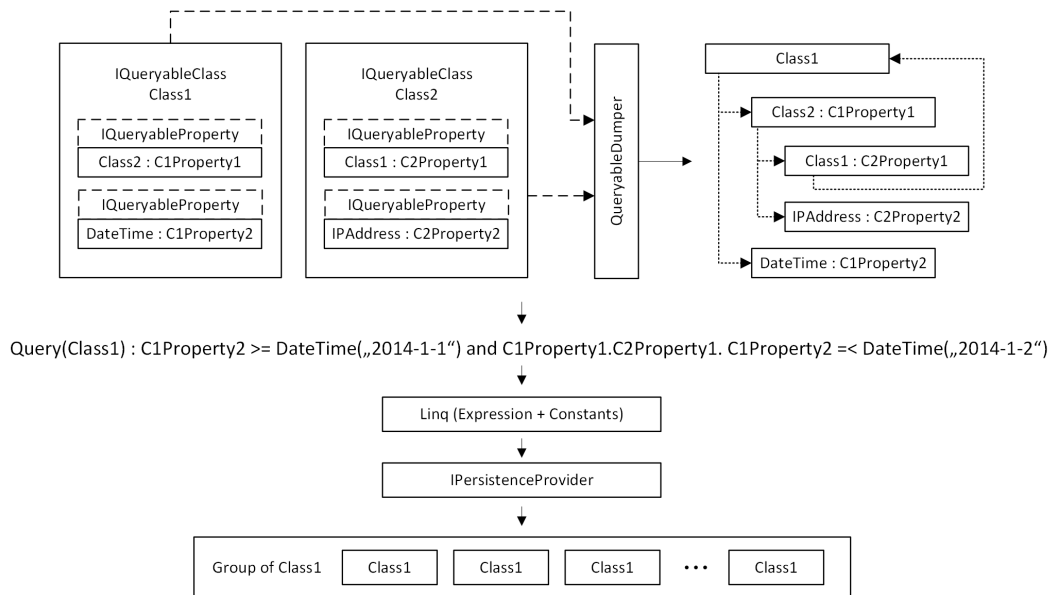 IQueryableClass
Class1
IQueryableProperty
Class2 : C1Property1
IQueryableProperty
DateTime : C1Property2
IQueryableClass
Class2
IQueryableProperty
Class1 : C2Property1
IQueryableProperty
IPAddress : C2Property2
QueryableDumper
Class1
Class2 : C1Property1
Class1 : C2Property1
IPAddress : C2Property2
DateTime : C1Property2
Query(Class1) : C1Property2 >= DateTime(„2014-1-1“) and C1Property1.C2Property1. C1Property2 =< DateTime(„2014-1-2“)
Linq (Expression + Constants)
IPersistenceProvider
Group of Class1 Class1 Class1 Class1 ••• Class1